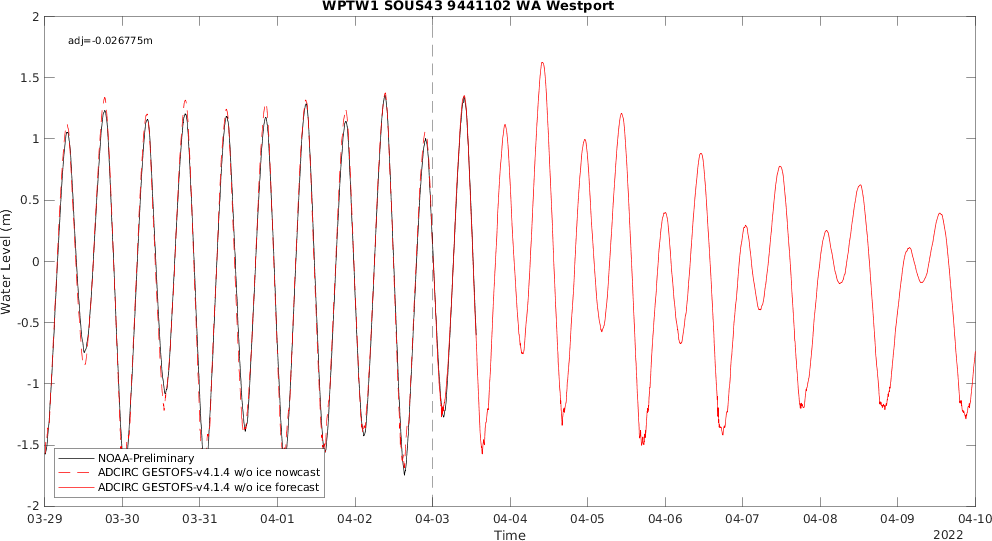 WPTW1 SOUS43 9441102 WA Westport
adj=-0.026775m
2
1.5
1
0.5
0
-0.5
-1
-1.5
-2
Water Level (m)
NOAA-Preliminary
ADCIRC GESTOFS-v4.1.4 w/o ice nowcast
ADCIRC GESTOFS-v4.1.4 w/o ice forecast
03-29 03-30 03-31 04-01 04-02 04-03 04-04 04-05 04-06 04-07 04-08 04-09 04-10
Time
2022